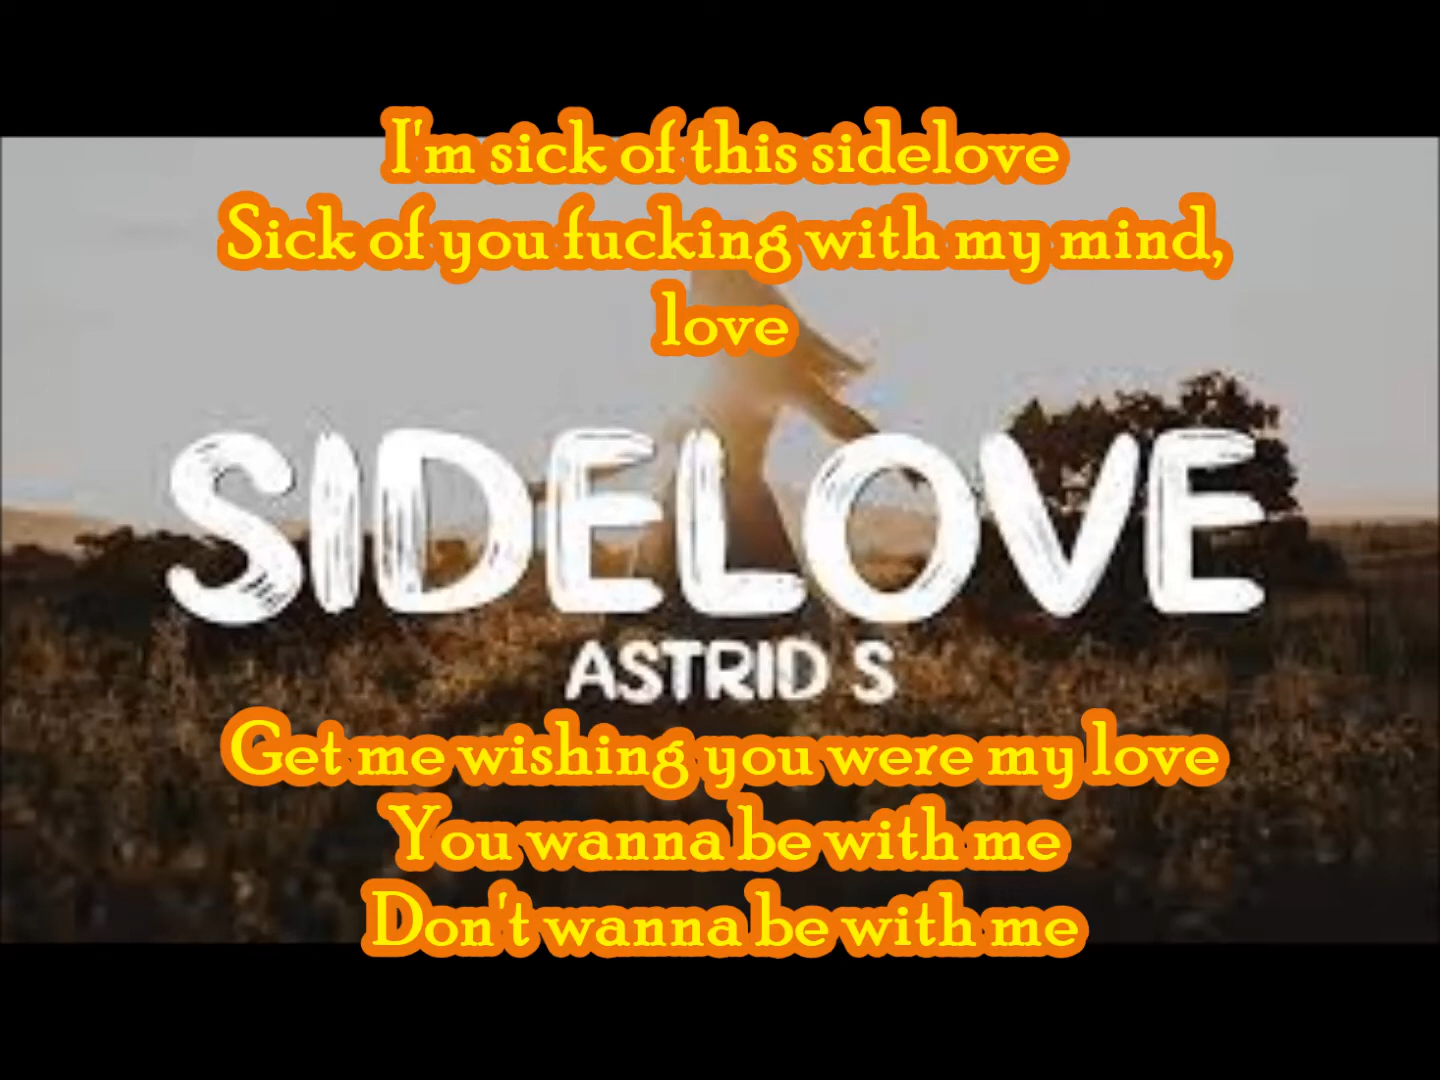 I'm sick of this sidelove
Sick of you fucking with my mind,
love
SIDELOVE
ASTRID S
Get me wishing you were my love
You wanna be with me
Don't wanna be with me